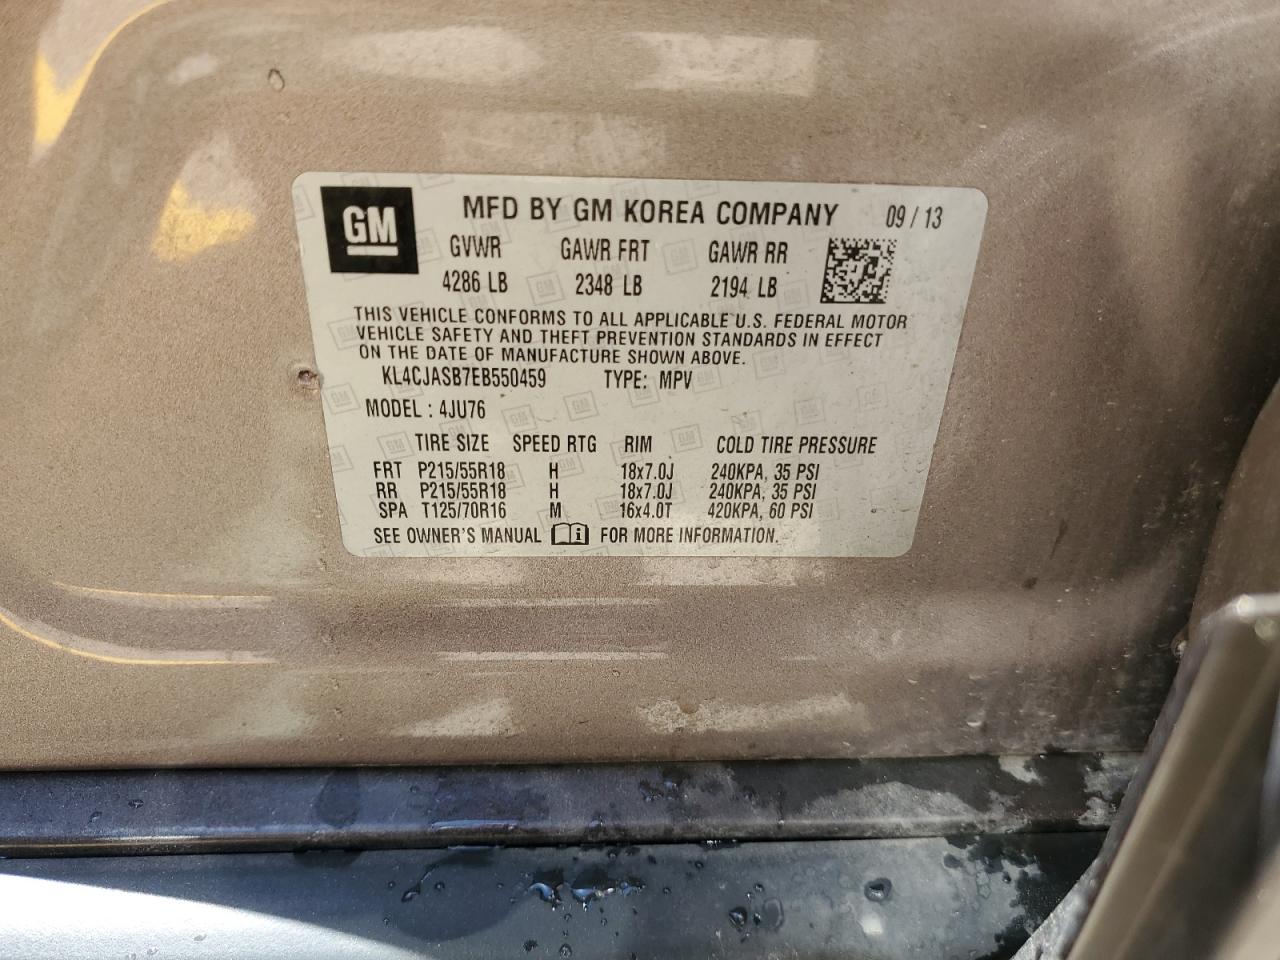 GM
MFD BY GM KOREA COMPANY 09 / 13
GVWR GAWR FRT GAWR RR
4286 LB 2348 LB 2194 LB
THIS VEHICLE CONFORMS TO ALL APPLICABLE U.S. FEDERAL MOTOR
VEHICLE SAFETY AND THEFT PREVENTION STANDARDS IN EFFECT
ON THE DATE OF MANUFACTURE SHOWN ABOVE.
KL4CJASB7EB550459 TYPE: MPV
MODEL : 4JU76
TIRE SIZE SPEED RTG RIM COLD TIRE PRESSURE
FRT P215/55R18 H 18x7.0J 240KPA, 35 PSI
RR P215/55R18 H 18x7.0J 240KPA, 35 PSI
SPA T125/70R16 M 16x4.0T 420KPA, 60 PSI
SEE OWNER'S MANUAL i FOR MORE INFORMATION.